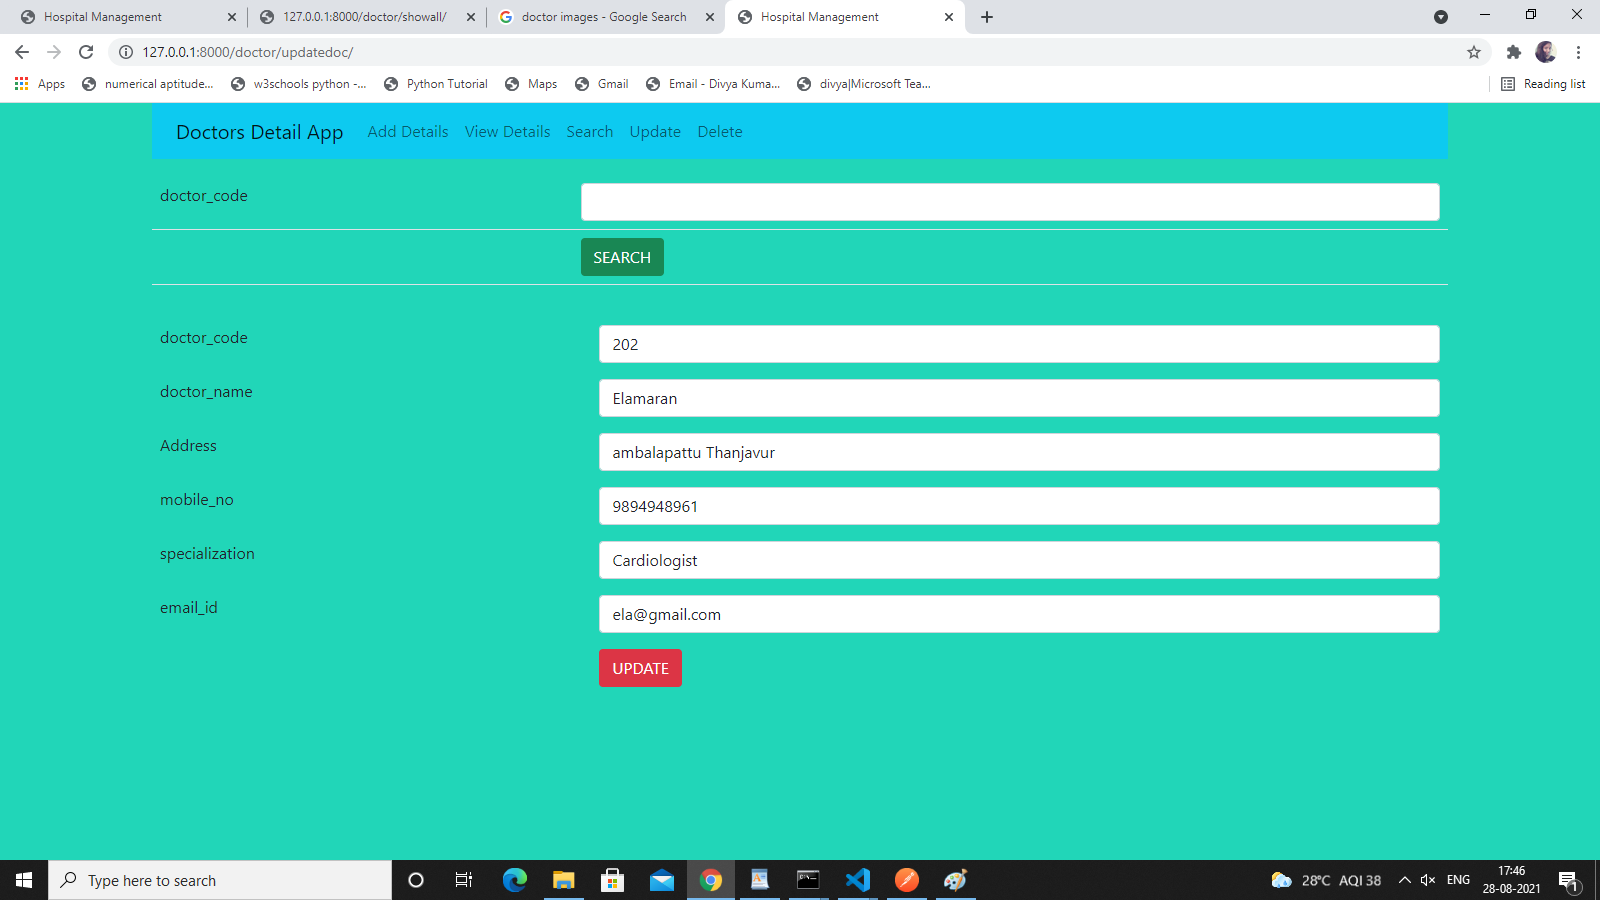 Hospital Management
127.0.0.1:8000/doctor/showall/
doctor images - Google Search
Hospital Management
127.0.0.1:8000/doctor/updatedoc/
Apps
numerical aptitude...
w3schools python -...
Python Tutorial
Maps
Gmail
Email - Divya Kuma...
divya|Microsoft Tea...
Reading list
Doctors Detail App
Add Details
View Details
Search
Update
Delete
doctor_code
SEARCH
doctor_code
202
doctor_name
Elamaran
Address
ambalapattu Thanjavur
mobile_no
9894948961
specialization
Cardiologist
email_id
ela@gmail.com
UPDATE
Type here to search
28°C AQI 38
ENG
17:46
28-08-2021
1